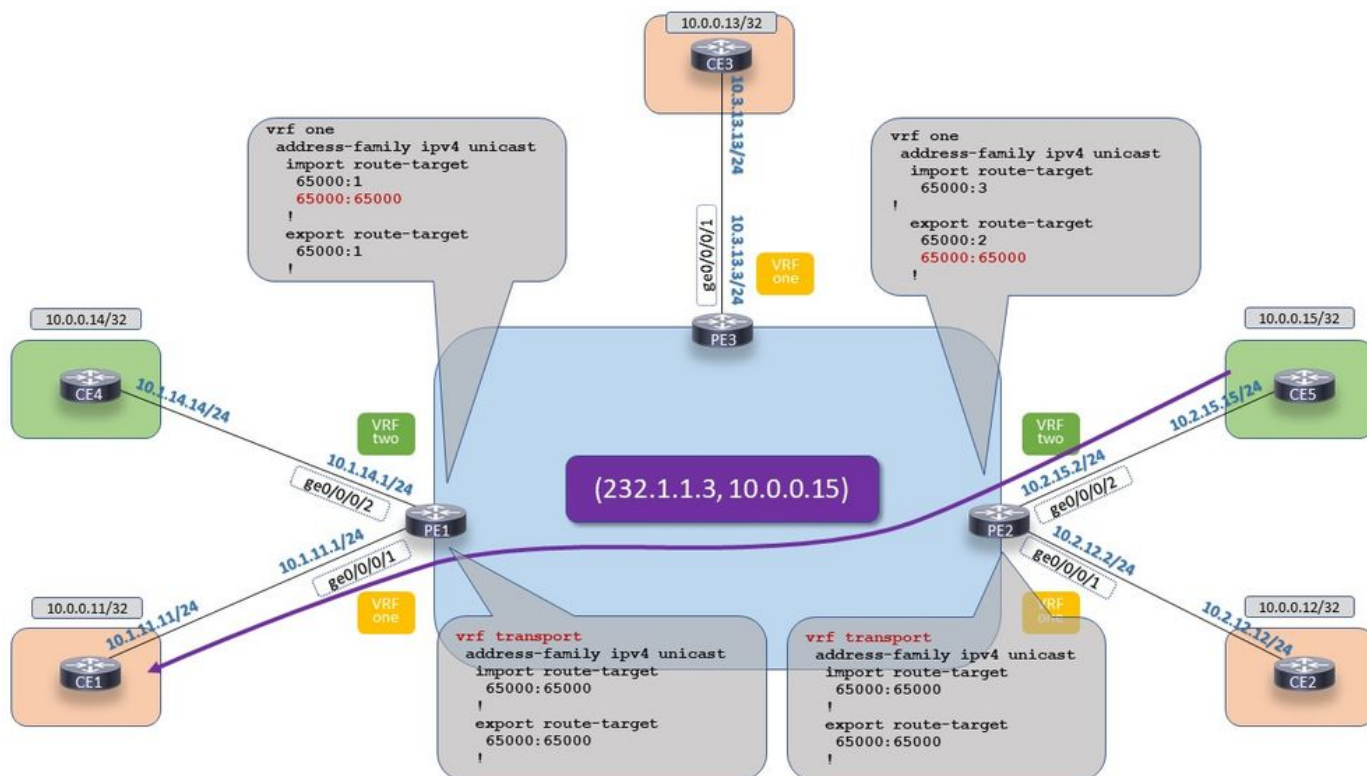 10.0.0.13/32
CE3
10.3.13.13/24
vrf one
address-family ipv4 unicast
import route-target
65000:1
65000:65000
!
export route-target
65000:1
!
vrf one
address-family ipv4 unicast
import route-target
65000:3
!
export route-target
65000:2
65000:65000
!
ge0/0/0/1
10.3.13.3/24
VRF
one
PE3
10.0.0.14/32
CE4
10.1.14.14/24
VRF
two
10.1.14.1/24
ge0/0/0/2
10.0.0.15/32
CE5
10.2.15.15/24
VRF
two
10.2.15.2/24
ge0/0/0/2
(232.1.1.3, 10.0.0.15)
PE1
PE2
10.1.11.1/24
ge0/0/0/1
10.2.12.2/24
ge0/0/0/1
10.0.0.11/32
CE1
10.1.11.11/24
VRF
one
VRF
one
10.0.0.12/32
CE2
10.2.12.12/24
vrf transport
address-family ipv4 unicast
import route-target
65000:65000
!
export route-target
65000:65000
!
vrf transport
address-family ipv4 unicast
import route-target
65000:65000
!
export route-target
65000:65000
!